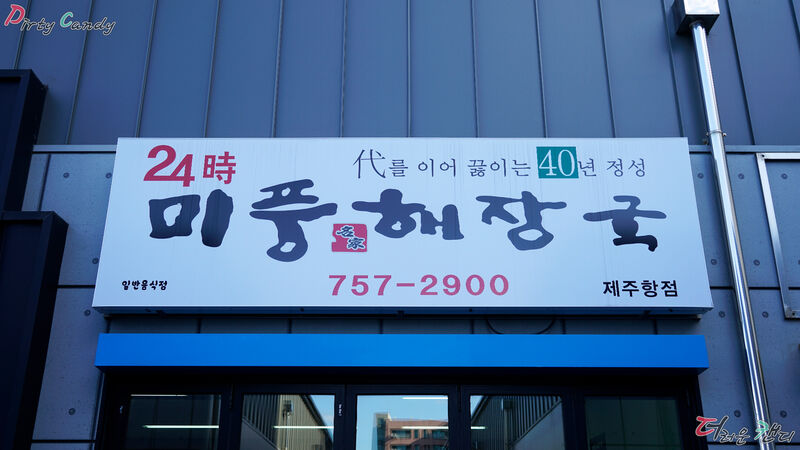 Dirty Candy
24時
代를 이어 끓이는 40년 정성
미풍 名家 해장국
757-2900
일반음식점
제주항점
더러운 캔디